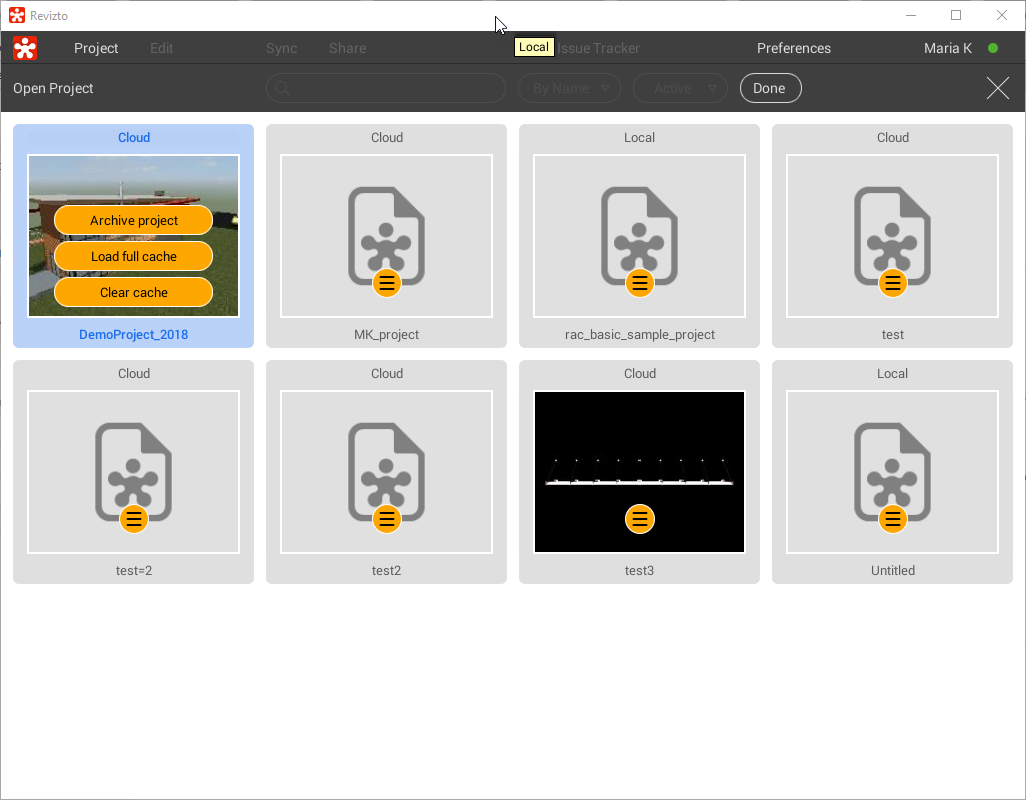 Revizto
Project Edit Sync Share Issue Tracker Preferences Maria K
Local
Open Project By Name Active Done
Cloud Cloud Local Cloud
Archive project
Load full cache
Clear cache
DemoProject_2018 MK_project rac_basic_sample_project test
Cloud Cloud Cloud Local
test=2 test2 test3 Untitled